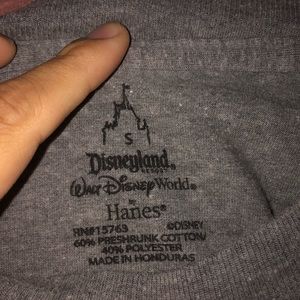 S
Disneyland
RESORT
Walt Disney World®
by
Hanes®
RN#15763 ©DISNEY
60% PRESHRUNK COTTON/
40% POLYESTER
MADE IN HONDURAS